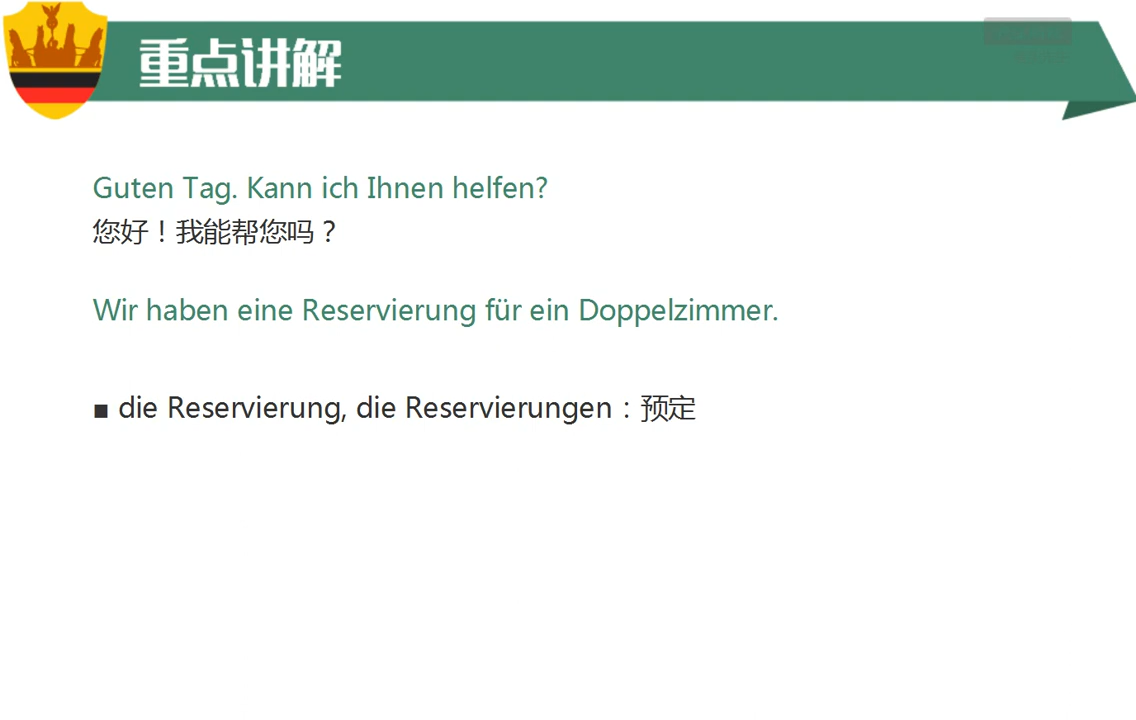 重点讲解
Guten Tag. Kann ich Ihnen helfen?
您好！我能帮您吗？
Wir haben eine Reservierung für ein Doppelzimmer.
■ die Reservierung, die Reservierungen：预定